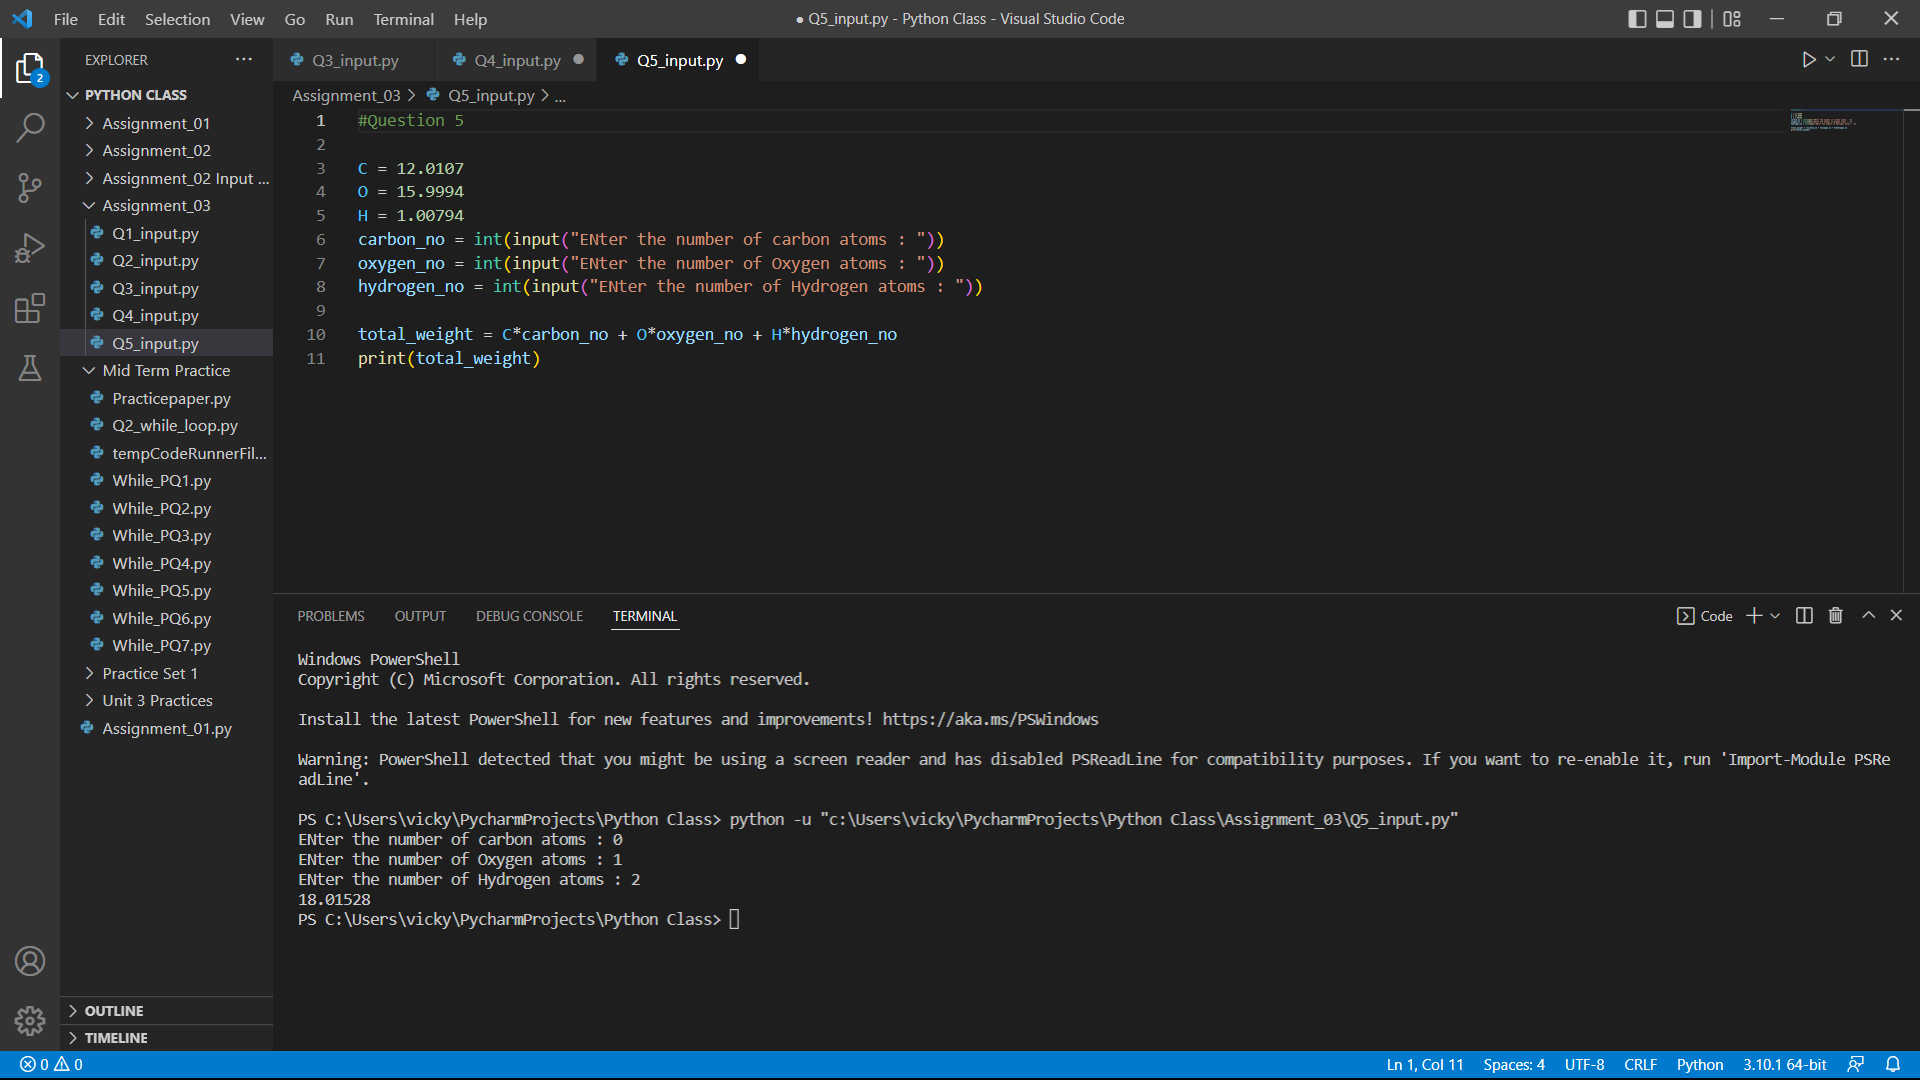 File Edit Selection View Go Run Terminal Help
● Q5_input.py - Python Class - Visual Studio Code
2
EXPLORER
PYTHON CLASS
Assignment_01
Assignment_02
Assignment_02 Input ...
Assignment_03
Q1_input.py
Q2_input.py
Q3_input.py
Q4_input.py
Q5_input.py
Mid Term Practice
Practicepaper.py
Q2_while_loop.py
tempCodeRunnerFil...
While_PQ1.py
While_PQ2.py
While_PQ3.py
While_PQ4.py
While_PQ5.py
While_PQ6.py
While_PQ7.py
Practice Set 1
Unit 3 Practices
Assignment_01.py
OUTLINE
TIMELINE
Q3_input.py Q4_input.py Q5_input.py
Assignment_03 > Q5_input.py > ...
1 #Question 5
2
3 C = 12.0107
4 O = 15.9994
5 H = 1.00794
6 carbon_no = int(input("ENter the number of carbon atoms : "))
7 oxygen_no = int(input("ENter the number of Oxygen atoms : "))
8 hydrogen_no = int(input("ENter the number of Hydrogen atoms : "))
9
10 total_weight = C*carbon_no + O*oxygen_no + H*hydrogen_no
11 print(total_weight)
PROBLEMS OUTPUT DEBUG CONSOLE TERMINAL
Code
Windows PowerShell
Copyright (C) Microsoft Corporation. All rights reserved.
Install the latest PowerShell for new features and improvements! https://aka.ms/PSWindows
Warning: PowerShell detected that you might be using a screen reader and has disabled PSReadLine for compatibility purposes. If you want to re-enable it, run 'Import-Module PSRe
adLine'.
PS C:\Users\vicky\PycharmProjects\Python Class> python -u "c:\Users\vicky\PycharmProjects\Python Class\Assignment_03\Q5_input.py"
ENter the number of carbon atoms : 0
ENter the number of Oxygen atoms : 1
ENter the number of Hydrogen atoms : 2
18.01528
PS C:\Users\vicky\PycharmProjects\Python Class>
0 0
Ln 1, Col 11 Spaces: 4 UTF-8 CRLF Python 3.10.1 64-bit